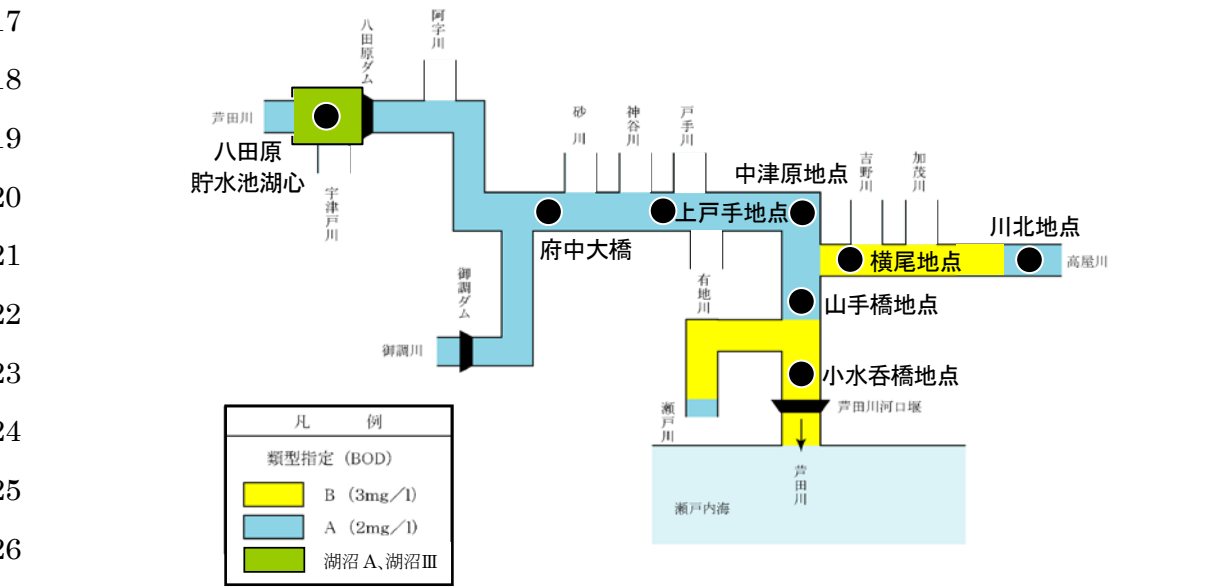 17
18
19
20
21
22
23
24
25
26
阿字川
八田原ダム
芦田川
八田原
貯水池湖心
宇津戸川
砂川
神谷川
戸手川
中津原地点
吉野川
加茂川
川北地点
上戸手地点
府中大橋
横尾地点
高屋川
御調ダム
有地川
山手橋地点
御調川
小水呑橋地点
芦田川河口堰
瀬戸川
芦田川
瀬戸内海
凡 例
類型指定 (BOD)
B (3mg/l)
A (2mg/l)
湖沼 A、湖沼Ⅲ